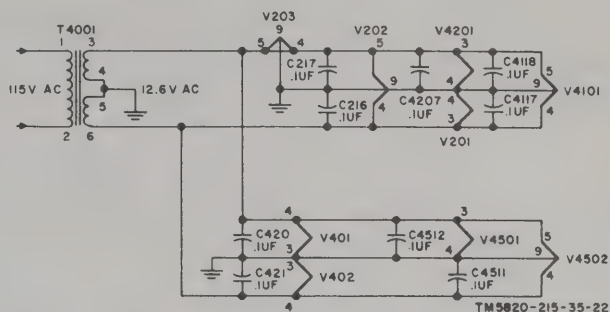 T4001
1
3
4
5
2
6
115V AC
12.6V AC
V203
9
5
4
C217
.1UF
C216
.1UF
V202
5
9
4
C4207
.1UF
V4201
3
4
4
3
V201
C4118
.1UF
C4117
.1UF
5
9
4
V4101
C420
.1UF
C421
.1UF
4
3
3
4
V401
V402
C4512
.1UF
3
4
V4501
C4511
.1UF
5
9
4
V4502
TM5820-215-35-22